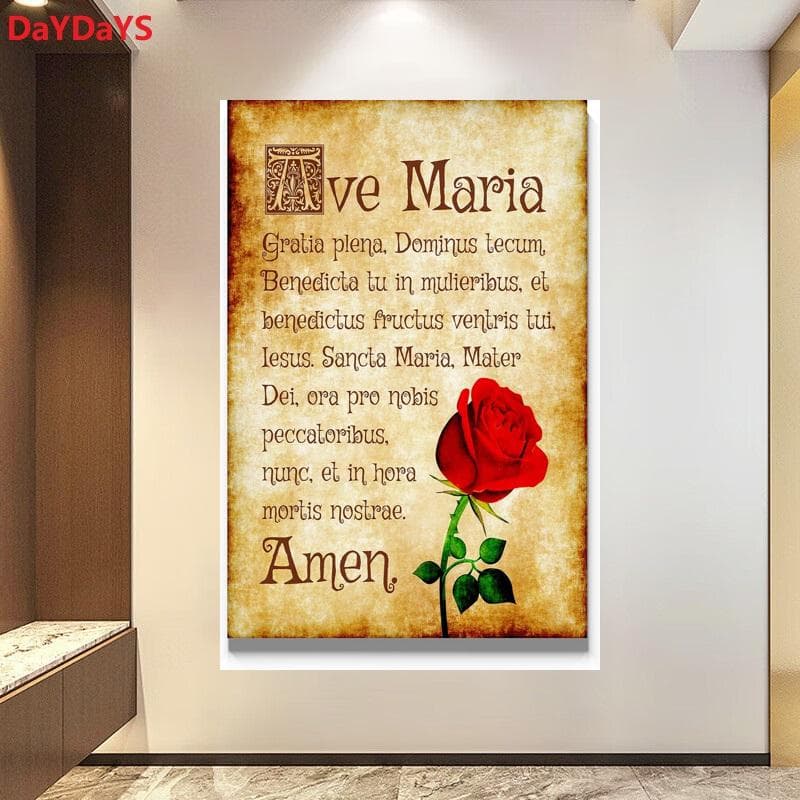 DaYDaYS
Ave Maria
Gratia plena, Dominus tecum,
Benedicta tu in mulieribus, et
benedictus fructus ventris tui,
Iesus. Sancta Maria, Mater
Dei, ora pro nobis
peccatoribus,
nunc, et in hora
mortis nostrae.
Amen.